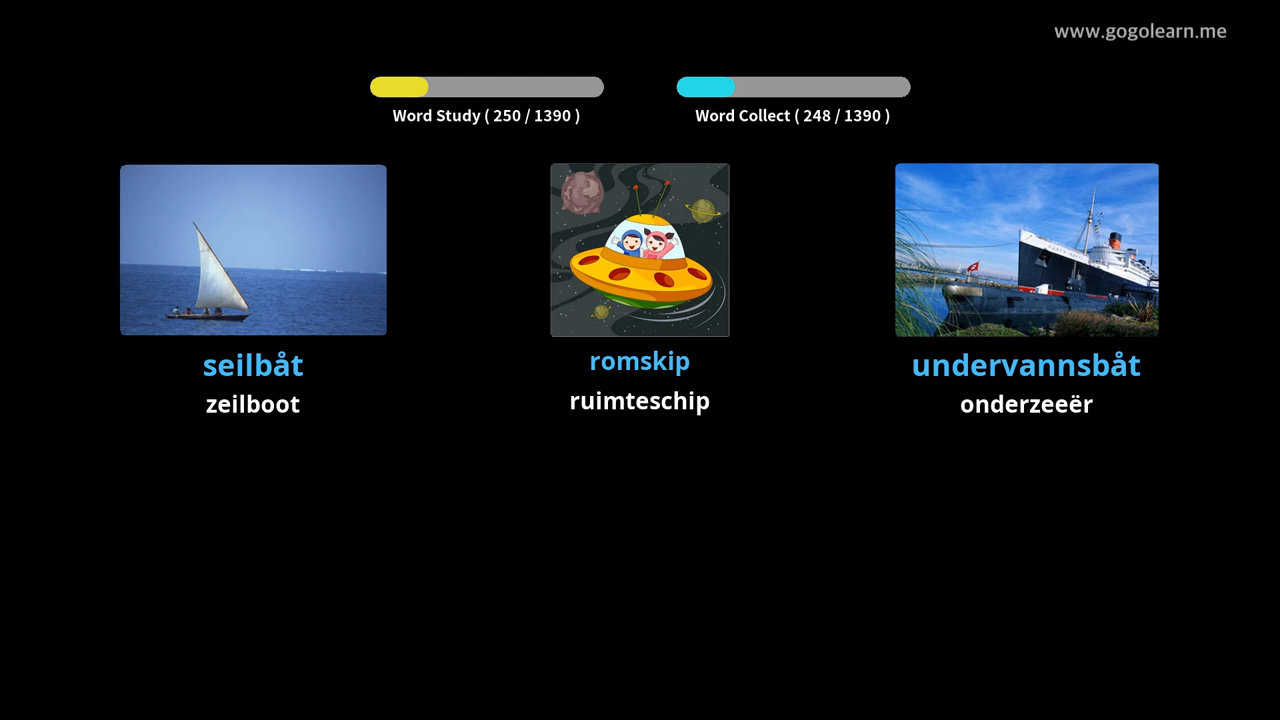 www.gogolearn.me
Word Study ( 250 / 1390 )
Word Collect ( 248 / 1390 )
seilbåt
romskip
undervannsbåt
zeilboot
ruimteschip
onderzeeër